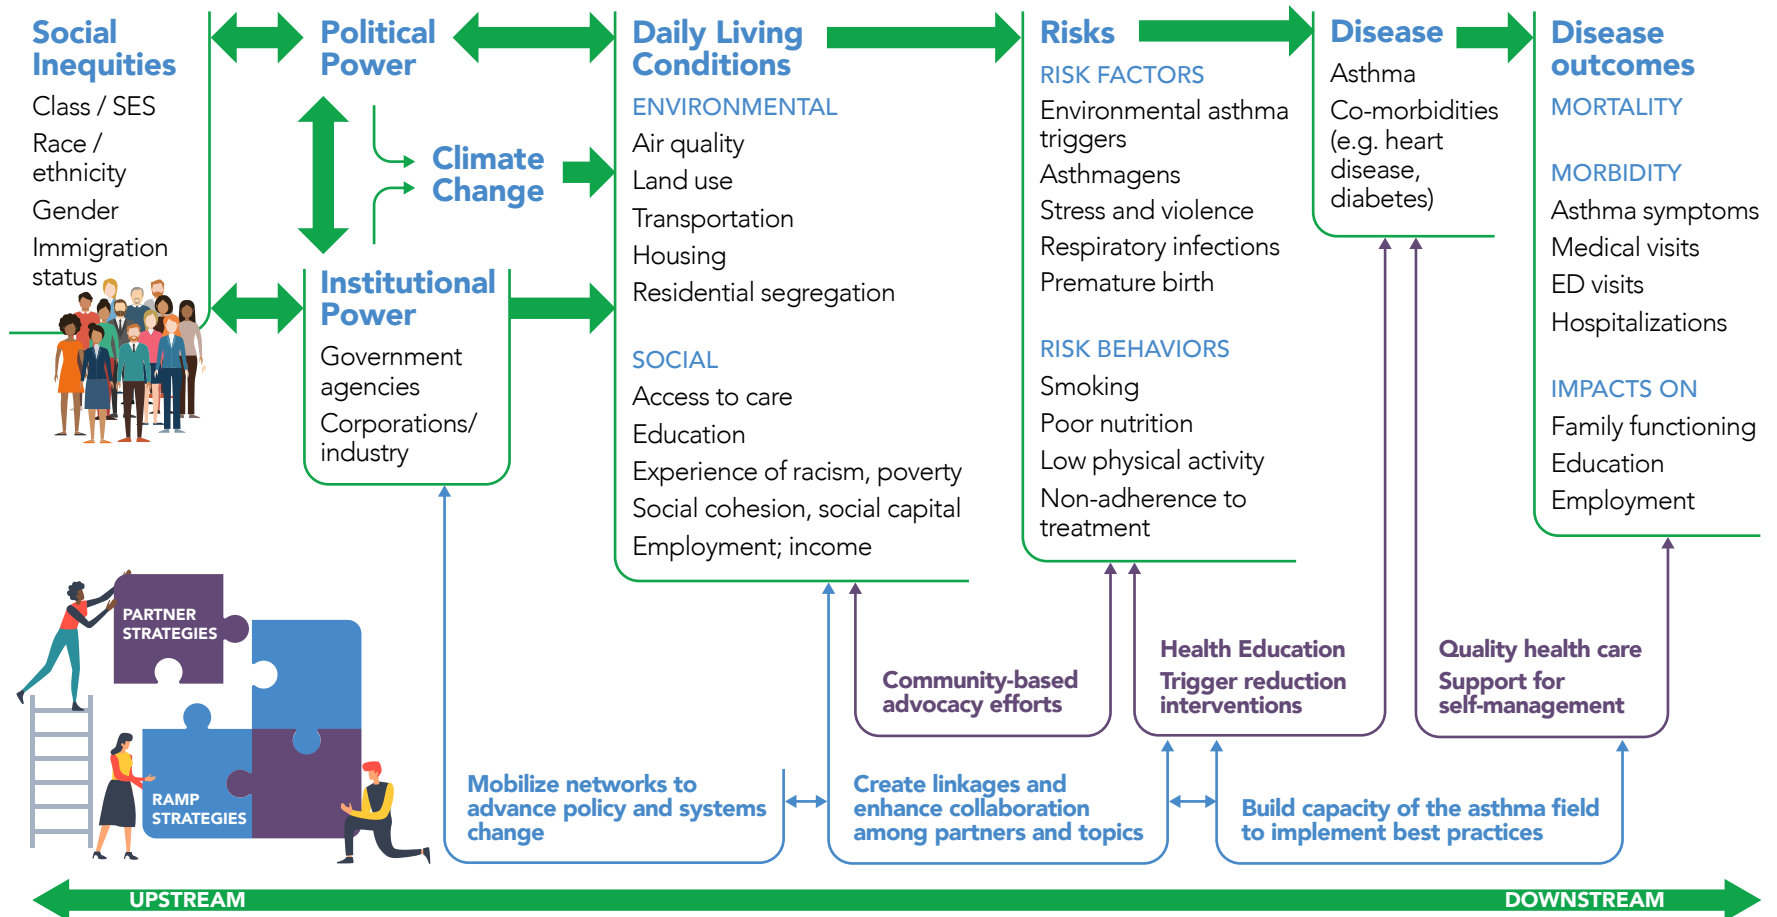 Social
Inequities
Class / SES
Race /
ethnicity
Gender
Immigration
status
Political
Power
Climate
Change
Institutional
Power
Government
agencies
Corporations/
industry
Daily Living
Conditions
ENVIRONMENTAL
Air quality
Land use
Transportation
Housing
Residential segregation
SOCIAL
Access to care
Education
Experience of racism, poverty
Social cohesion, social capital
Employment; income
Risks
RISK FACTORS
Environmental asthma
triggers
Asthmagens
Stress and violence
Respiratory infections
Premature birth
RISK BEHAVIORS
Smoking
Poor nutrition
Low physical activity
Non-adherence to
treatment
Disease
Asthma
Co-morbidities
(e.g. heart
disease,
diabetes)
Disease
outcomes
MORTALITY
MORBIDITY
Asthma symptoms
Medical visits
ED visits
Hospitalizations
IMPACTS ON
Family functioning
Education
Employment
PARTNER
STRATEGIES
RAMP
STRATEGIES
Community-based
advocacy efforts
Health Education
Trigger reduction
interventions
Quality health care
Support for
self-management
Mobilize networks to
advance policy and systems
change
Create linkages and
enhance collaboration
among partners and topics
Build capacity of the asthma field
to implement best practices
UPSTREAM
DOWNSTREAM